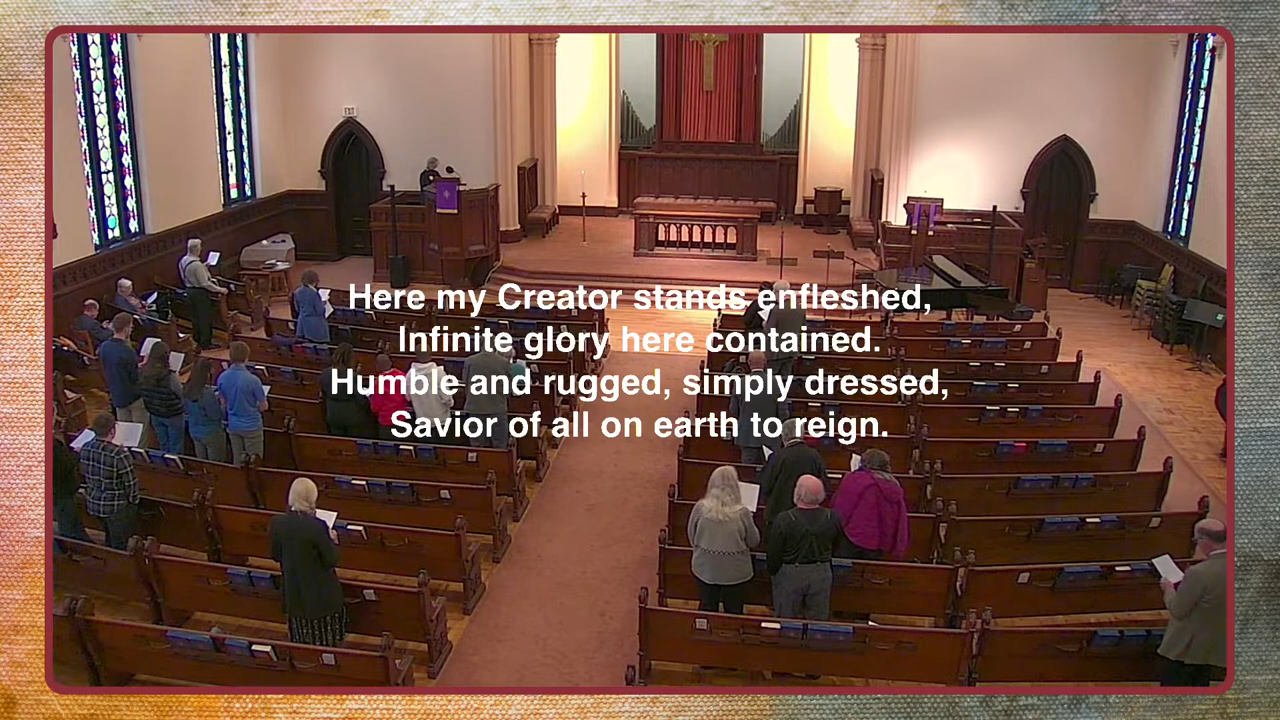 EXIT
Here my Creator stands enfleshed,
Infinite glory here contained.
Humble and rugged, simply dressed,
Savior of all on earth to reign.